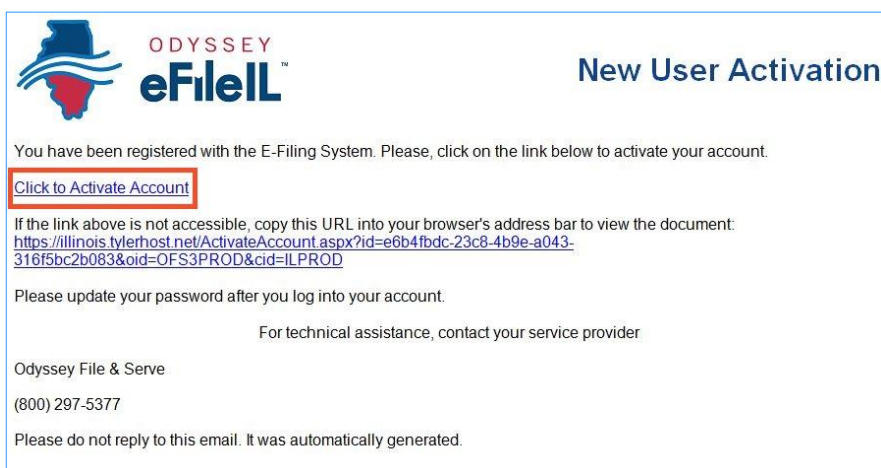 ODYSSEY
eFileIL™
New User Activation
You have been registered with the E-Filing System. Please, click on the link below to activate your account.
Click to Activate Account
If the link above is not accessible, copy this URL into your browser's address bar to view the document:
https://illinois.tylerhost.net/ActivateAccount.aspx?id=e6b4fbdc-23c8-4b9e-a043-
316f5bc2b083&oid=OFS3PROD&cid=ILPROD
Please update your password after you log into your account.
For technical assistance, contact your service provider
Odyssey File & Serve
(800) 297-5377
Please do not reply to this email. It was automatically generated.